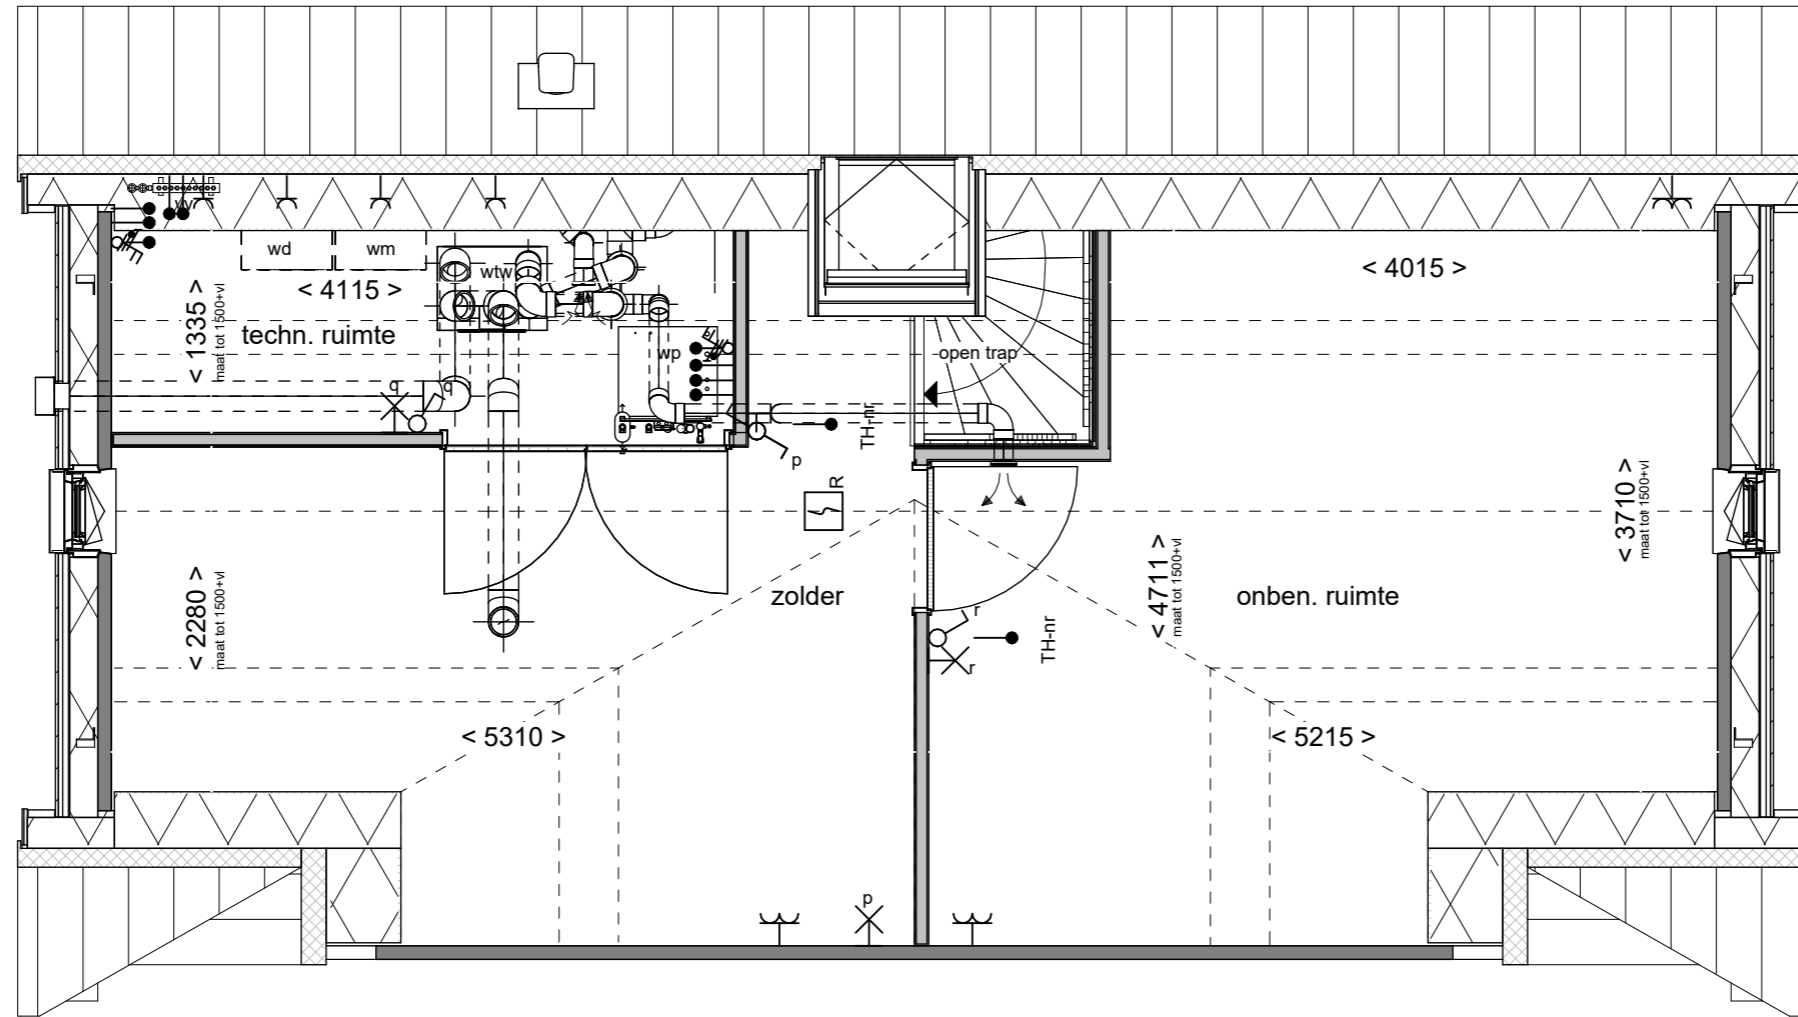 vv
wd
wm
wtw
< 4115 >
< 4015 >
< 1335 >
maat tot 1500+vl
techn. ruimte
wp
open trap
q
q
TH-nr
p
R
< 3710 >
maat tot 1500+vl
< 2280 >
maat tot 1500+vl
zolder
< 4711 >
maat tot 1500+vl
onben. ruimte
r
TH-nr
r
< 5310 >
< 5215 >
p